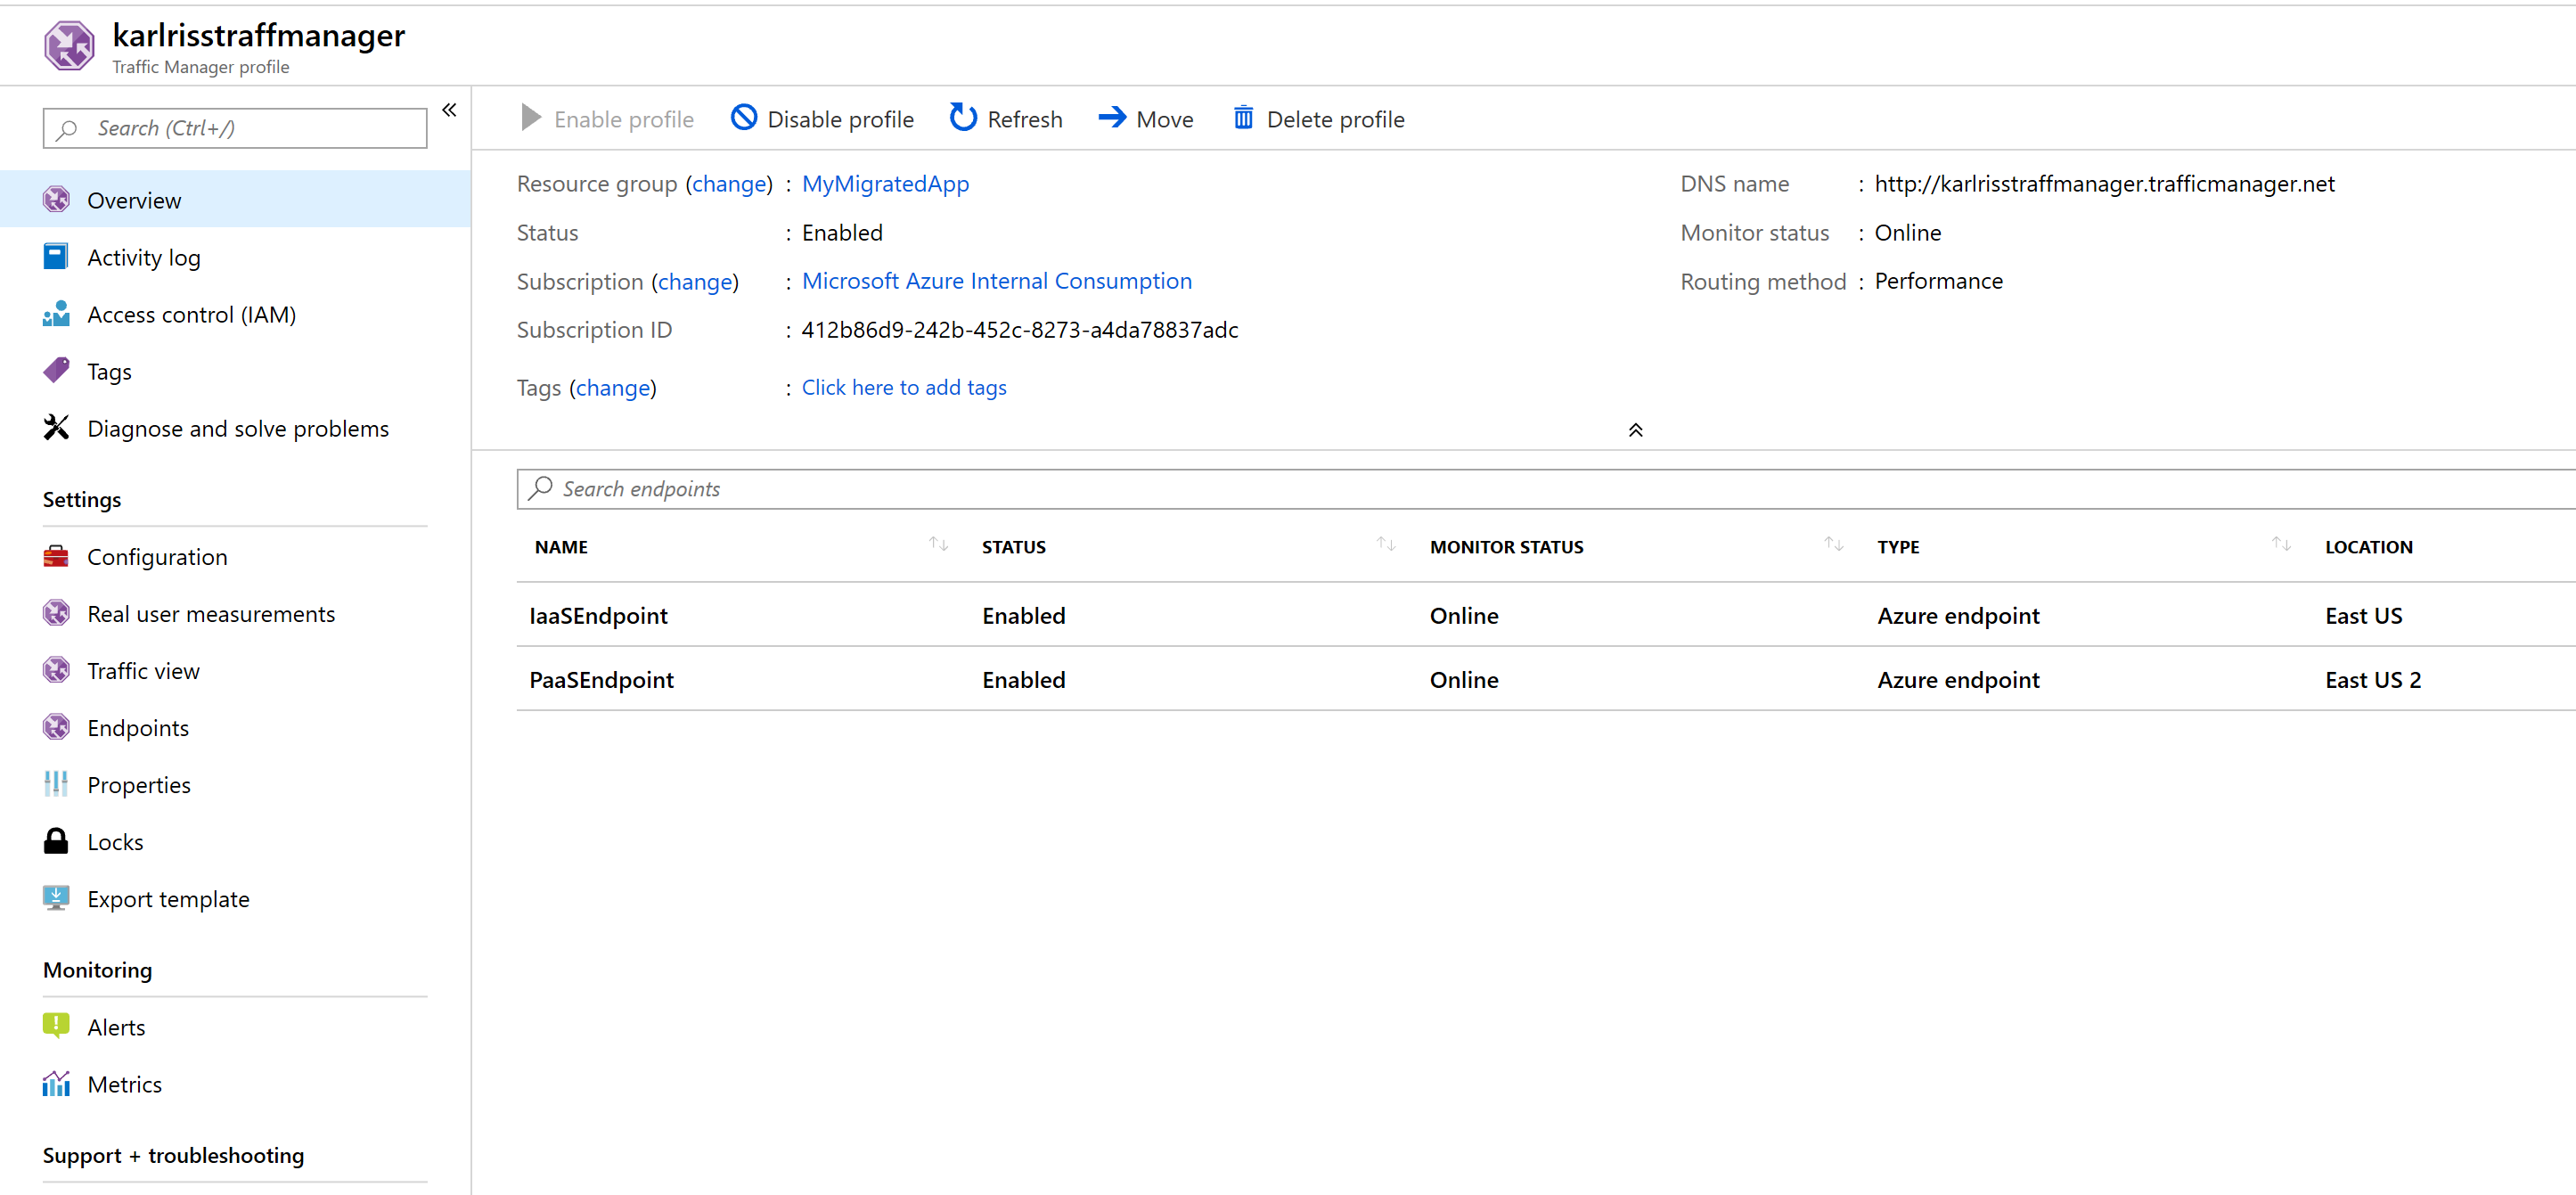 karlrisstraffmanager
Traffic Manager profile
Search (Ctrl+/)
Overview
Activity log
Access control (IAM)
Tags
Diagnose and solve problems
Settings
Configuration
Real user measurements
Traffic view
Endpoints
Properties
Locks
Export template
Monitoring
Alerts
Metrics
Support + troubleshooting
Enable profile Disable profile Refresh Move Delete profile
Resource group (change) : MyMigratedApp
Status : Enabled
Subscription (change) : Microsoft Azure Internal Consumption
Subscription ID : 412b86d9-242b-452c-8273-a4da78837adc
Tags (change) : Click here to add tags
DNS name : http://karlrisstraffmanager.trafficmanager.net
Monitor status : Online
Routing method : Performance
Search endpoints
NAME STATUS MONITOR STATUS TYPE LOCATION
IaaSEndpoint Enabled Online Azure endpoint East US
PaaSEndpoint Enabled Online Azure endpoint East US 2